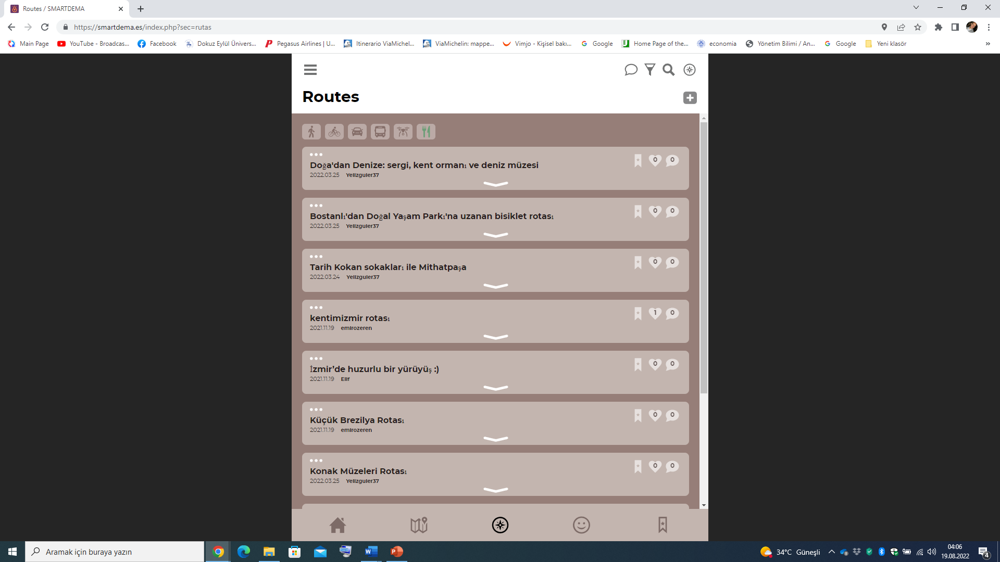 Routes / SMARTDEMA
https://smartdema.es/index.php?sec=rutas
Main Page
YouTube - Broadcas...
Facebook
Dokuz Eylül Ünivers...
Pegasus Airlines | U...
Itinerario ViaMichel...
ViaMichelin: mappe...
Vimjo - Kişisel bakı...
Google
Home Page of the...
economia
Yönetim Bilimi / An...
Google
Yeni klasör
»
Routes
Doğa'dan Denize: sergi, kent ormanı ve deniz müzesi
0 0
2022.03.25 Yelizguler37
Bostanlı'dan Doğal Yaşam Parkı'na uzanan bisiklet rotası
0 0
2022.03.25 Yelizguler37
Tarih Kokan sokakları ile Mithatpaşa
0 0
2022.03.24 Yelizguler37
kentimizmir rotası
1 0
2021.11.19 emirozeren
İzmir’de huzurlu bir yürüyüş :)
0 0
2021.11.19 Elif
Küçük Brezilya Rotası
0 0
2021.11.19 emirozeren
Konak Müzeleri Rotası
0 0
2022.03.25 Yelizguler37
Aramak için buraya yazın
34°C Güneşli
04:06
19.08.2022
4